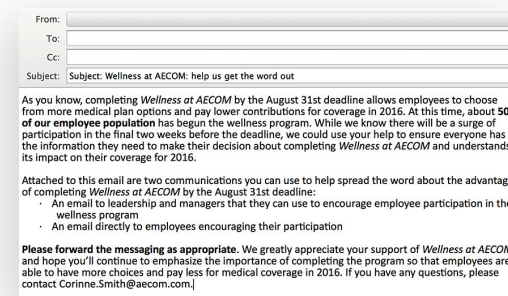 From:
To:
Cc:
Subject: Subject: Wellness at AECOM: help us get the word out
As you know, completing Wellness at AECOM by the August 31st deadline allows employees to choose
from more medical plan options and pay lower contributions for coverage in 2016. At this time, about 50
of our employee population has begun the wellness program. While we know there will be a surge of
participation in the final two weeks before the deadline, we could use your help to ensure everyone has
the information they need to make their decision about completing Wellness at AECOM and understands
its impact on their coverage for 2016.
Attached to this email are two communications you can use to help spread the word about the advantag
of completing Wellness at AECOM by the August 31st deadline:
· An email to leadership and managers that they can use to encourage employee participation in the
wellness program
· An email directly to employees encouraging their participation
Please forward the messaging as appropriate. We greatly appreciate your support of Wellness at AECOM
and hope you'll continue to emphasize the importance of completing the program so that employees are
able to have more choices and pay less for medical coverage in 2016. If you have any questions, please
contact Corinne.Smith@aecom.com.